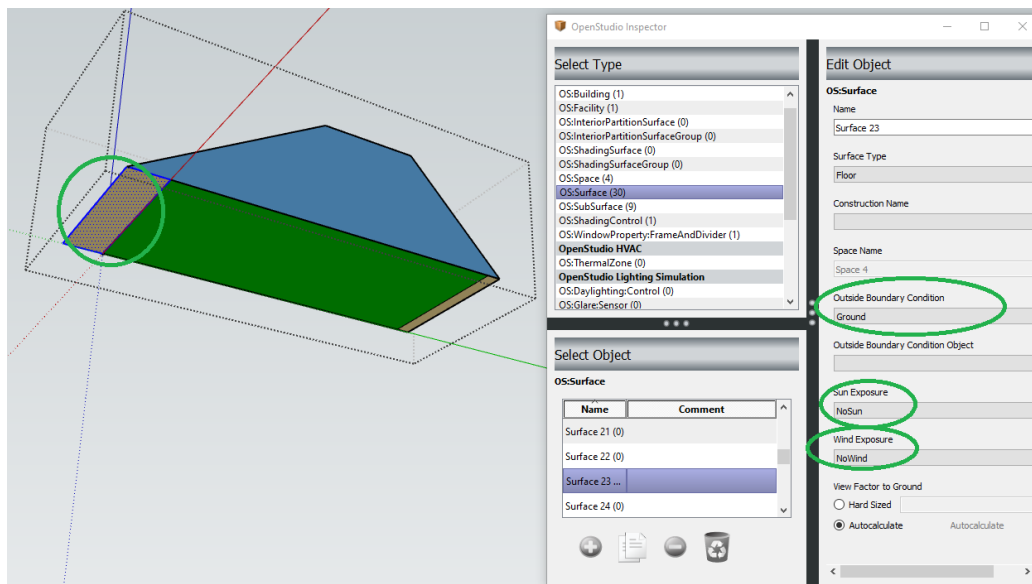 OpenStudio Inspector
Select Type
OS:Building (1)
OS:Facility (1)
OS:InteriorPartitionSurface (0)
OS:InteriorPartitionSurfaceGroup (0)
OS:ShadingSurface (0)
OS:ShadingSurfaceGroup (0)
OS:Space (4)
OS:Surface (30)
OS:SubSurface (9)
OS:ShadingControl (1)
OS:WindowProperty:FrameAndDivider (1)
OpenStudio HVAC
OS:ThermalZone (0)
OpenStudio Lighting Simulation
OS:Daylighting:Control (0)
OS:Glare:Sensor (0)
Select Object
OS:Surface
Name Comment
Surface 21 (0)
Surface 22 (0)
Surface 23 ...
Surface 24 (0)
Edit Object
OS:Surface
Name
Surface 23
Surface Type
Floor
Construction Name
Space Name
Space 4
Outside Boundary Condition
Ground
Outside Boundary Condition Object
Sun Exposure
NoSun
Wind Exposure
NoWind
View Factor to Ground
Hard Sized
Autocalculate Autocalculate